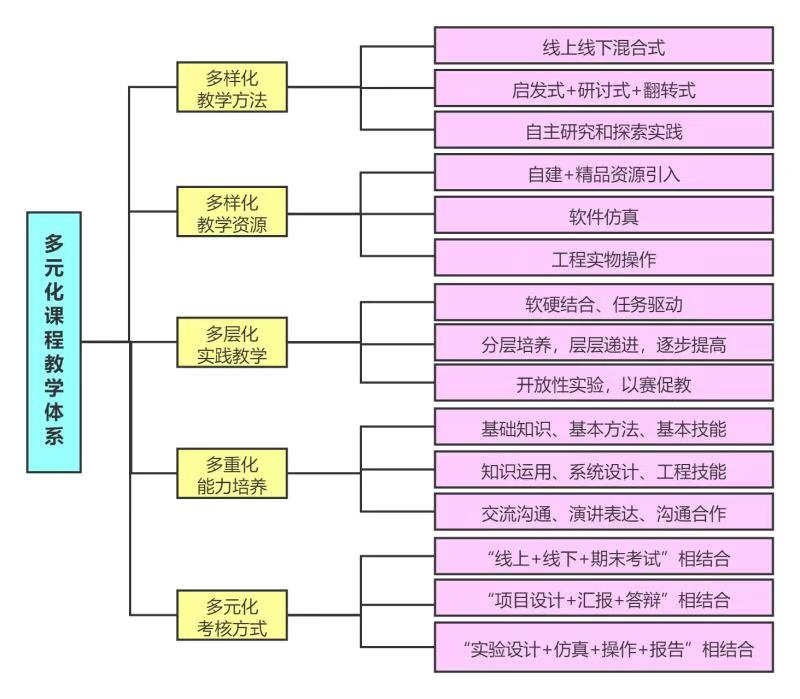 多元化课程教学体系
多样化
教学方法
线上线下混合式
启发式+研讨式+翻转式
自主研究和探索实践
多样化
教学资源
自建+精品资源引入
软件仿真
工程实物操作
多层化
实践教学
软硬结合、任务驱动
分层培养，层层递进，逐步提高
开放性实验，以赛促教
多重化
能力培养
基础知识、基本方法、基本技能
知识运用、系统设计、工程技能
交流沟通、演讲表达、沟通合作
多元化
考核方式
“线上+线下+期末考试”相结合
“项目设计+汇报+答辩”相结合
“实验设计+仿真+操作+报告”相结合